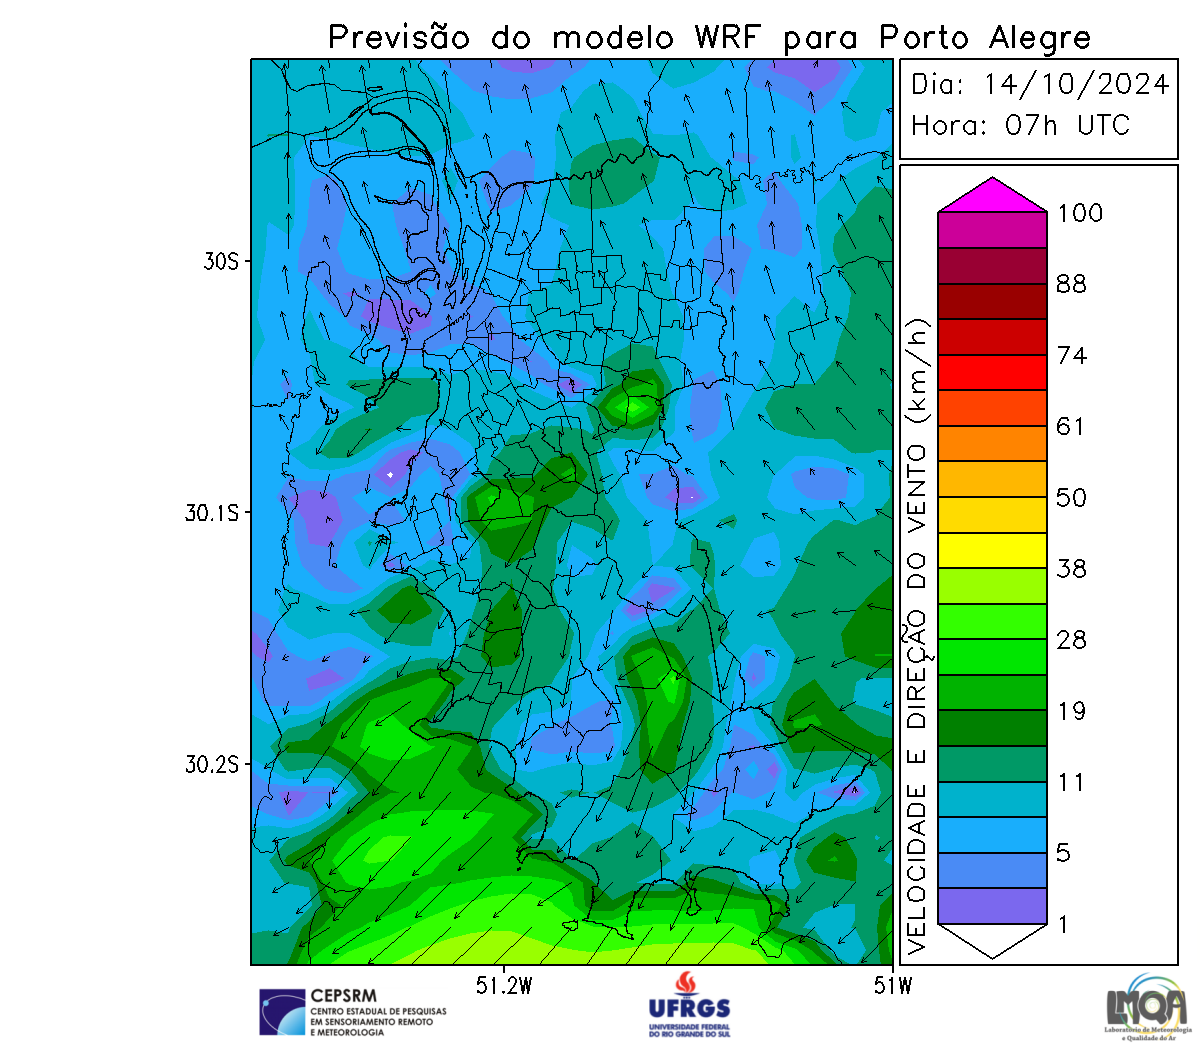 Previsão do modelo WRF para Porto Alegre
Dia: 14/10/2024
Hora: 07h UTC
30S
30.1S
30.2S
51.2W
51W
VELOCIDADE E DIREÇÃO DO VENTO (km/h)
100
88
74
61
50
38
28
19
11
5
1
CEPSRM
CENTRO ESTADUAL DE PESQUISAS
EM SENSORIAMENTO REMOTO
E METEOROLOGIA
UFRGS
UNIVERSIDADE FEDERAL
DO RIO GRANDE DO SUL
LMQA
Laboratório de Meteorologia
e Qualidade do Ar